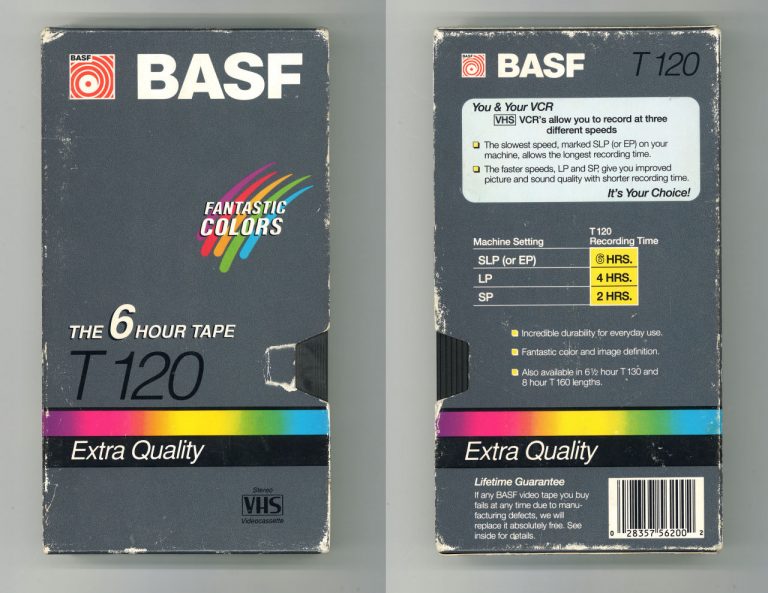 BASF
BASF
FANTASTIC
COLORS
THE 6 HOUR TAPE
T 120
Extra Quality
Stereo
VHS
Videocassette
BASF
BASF T 120
You & Your VCR
VHS VCR's allow you to record at three
different speeds
The slowest speed, marked SLP (or EP) on your
machine, allows the longest recording time.
The faster speeds, LP and SP, give you improved
picture and sound quality with shorter recording time.
It's Your Choice!
T 120
Machine Setting Recording Time
SLP (or EP) 6 HRS.
LP 4 HRS.
SP 2 HRS.
Incredible durability for everyday use.
Fantastic color and image definition.
Also available in 6½ hour T 130 and
8 hour T 160 lengths.
Extra Quality
Lifetime Guarantee
If any BASF video tape you buy
fails at any time due to manu-
facturing defects, we will
replace it absolutely free. See
inside for details.
0 28357 56200 2